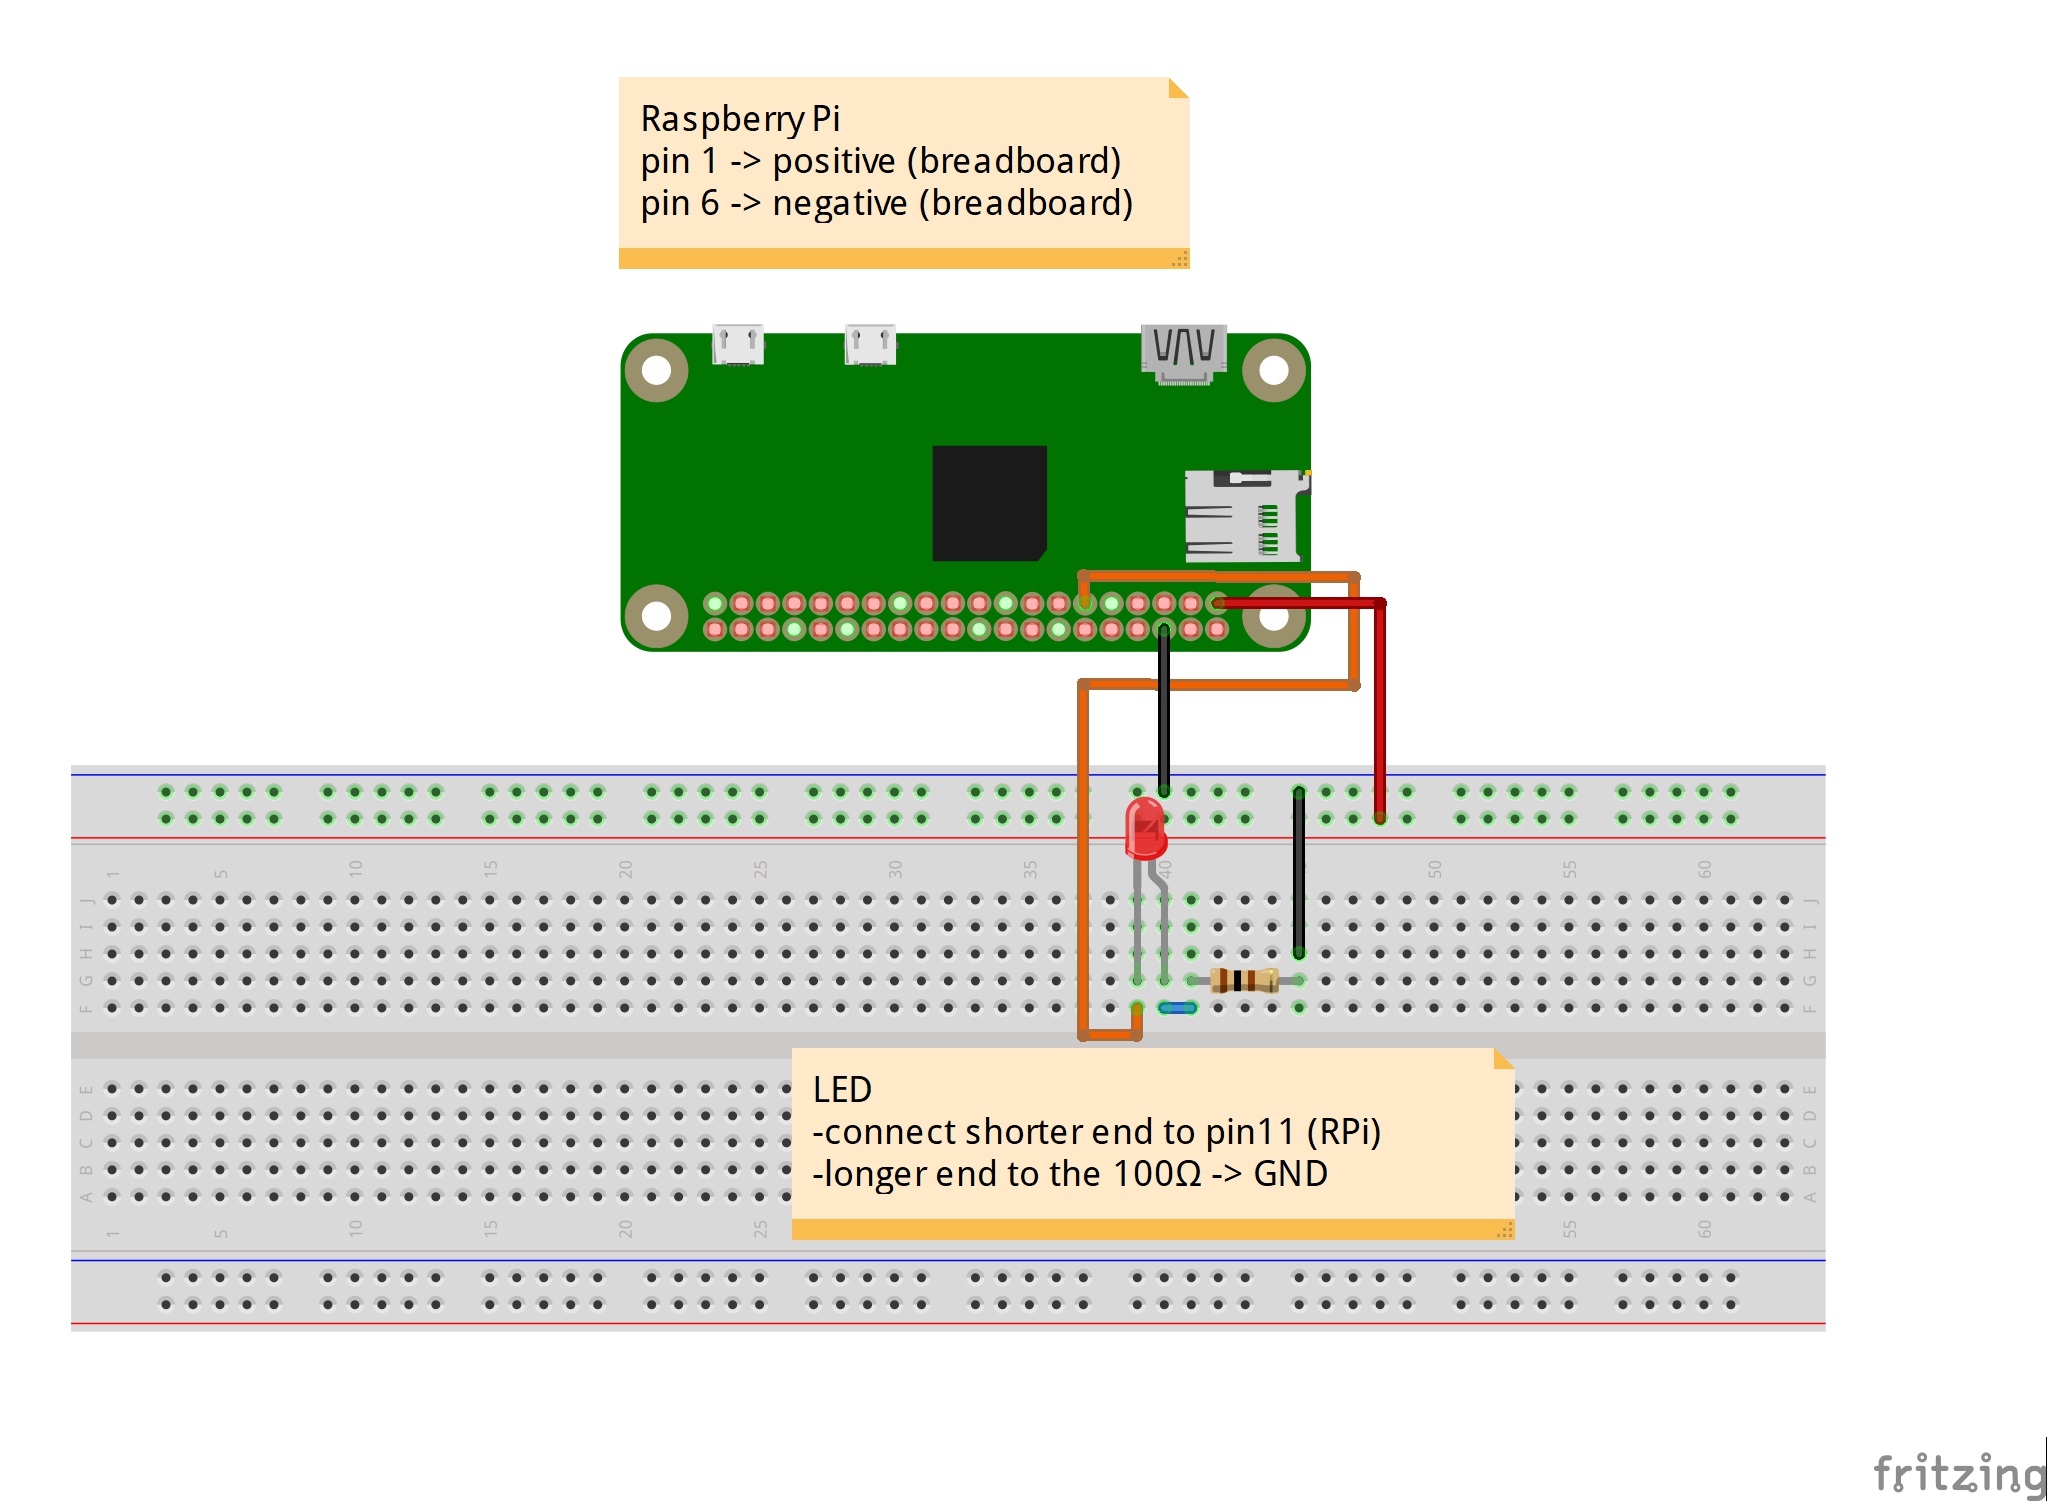 Raspberry Pi
pin 1 -> positive (breadboard)
pin 6 -> negative (breadboard)
1 5 10 15 20 25 30 35 40 50 55 60
J J
I I
H H
G G
F F
LED
-connect shorter end to pin11 (RPi)
-longer end to the 100Ω -> GND
E E
D D
C C
B B
A A
1 5 10 15 20 25 55 60
fritzing